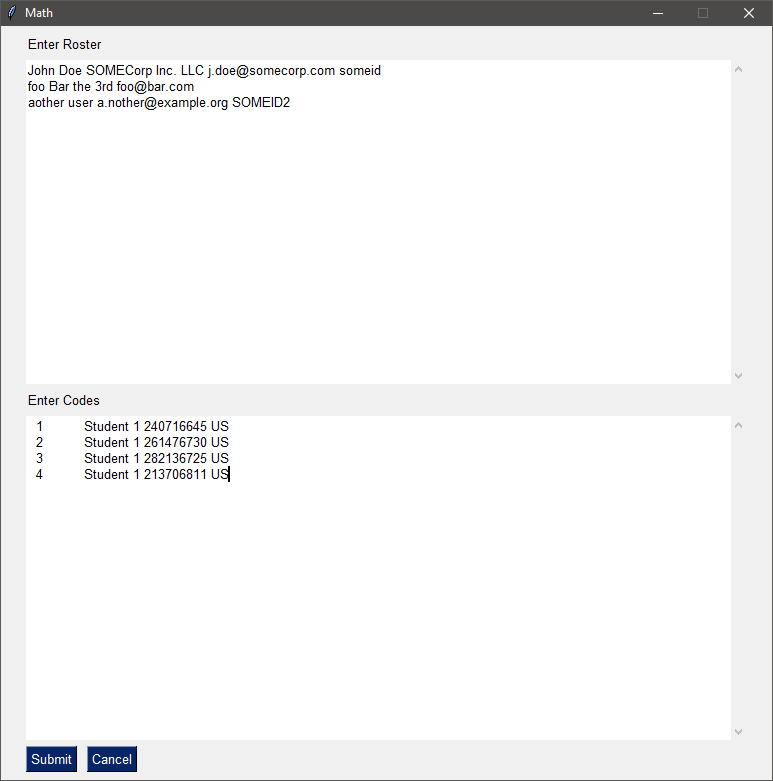 Math
Enter Roster
John Doe SOMECorp Inc. LLC j.doe@somecorp.com someid
foo Bar the 3rd foo@bar.com
aother user a.nother@example.org SOMEID2
Enter Codes
1 Student 1 240716645 US
2 Student 1 261476730 US
3 Student 1 282136725 US
4 Student 1 213706811 US
Submit Cancel